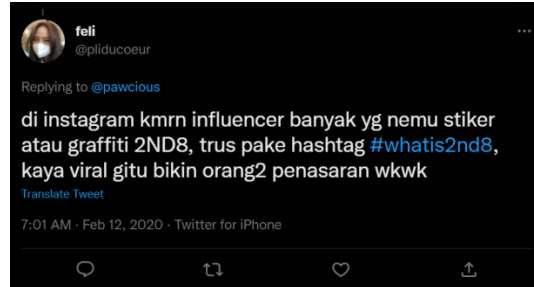 feli
@pliducoeur
Replying to @pawcious
di instagram kmrn influencer banyak yg nemu stiker
atau graffiti 2ND8, trus pake hashtag #whatis2nd8,
kaya viral gitu bikin orang2 penasaran wkwk
Translate Tweet
7:01 AM · Feb 12, 2020 · Twitter for iPhone